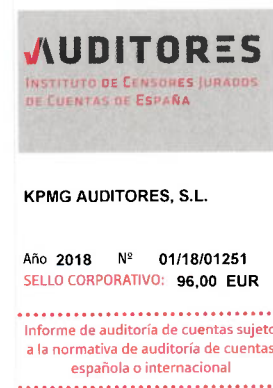 AUDITORES
INSTITUTO DE CENSORES JURADOS
DE CUENTAS DE ESPAÑA
KPMG AUDITORES, S.L.
Año 2018 Nº 01/18/01251
SELLO CORPORATIVO: 96,00 EUR
Informe de auditoría de cuentas sujeto
a la normativa de auditoría de cuentas
española o internacional